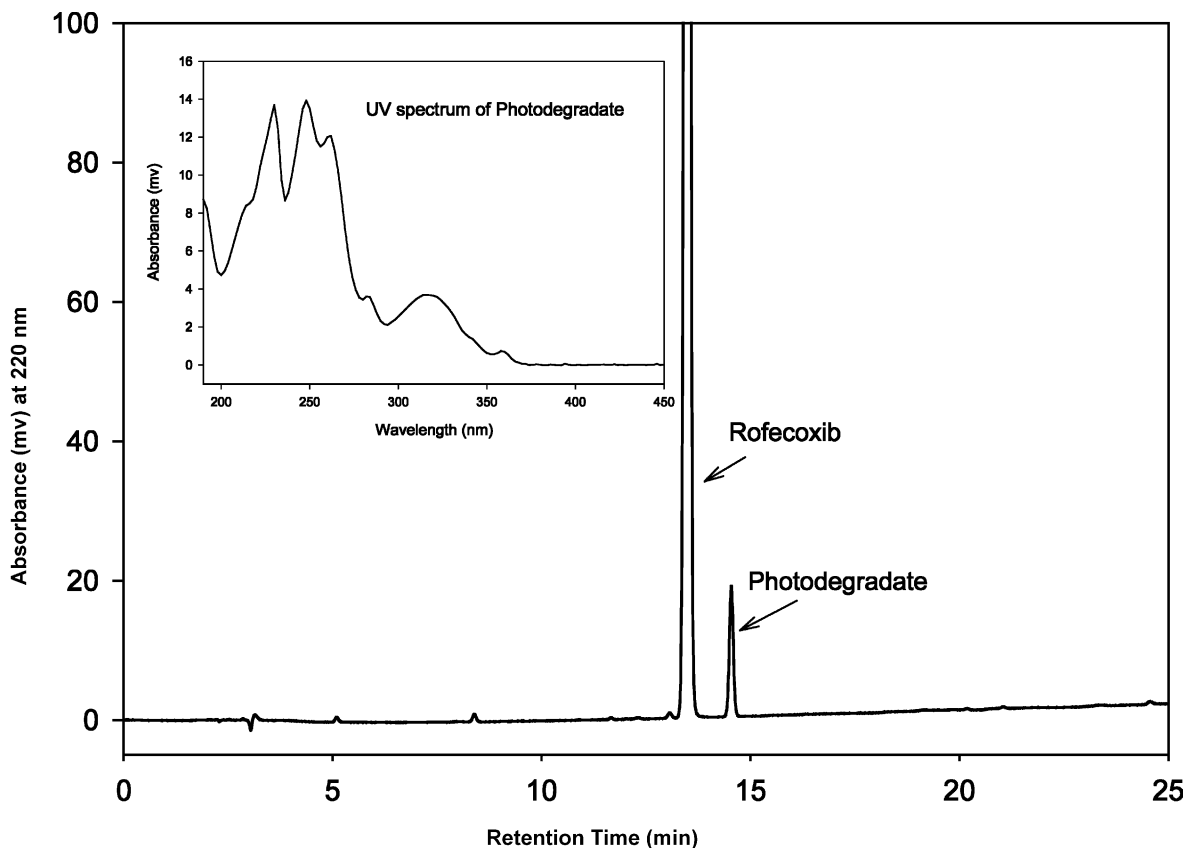 100
80
60
40
20
0
Absorbance (mv) at 220 nm
0 5 10 15 20 25
Retention Time (min)
UV spectrum of Photodegradate
16
14
12
10
8
6
4
2
0
Absorbance (mv)
200 250 300 350 400 450
Wavelength (nm)
Rofecoxib
Photodegradate